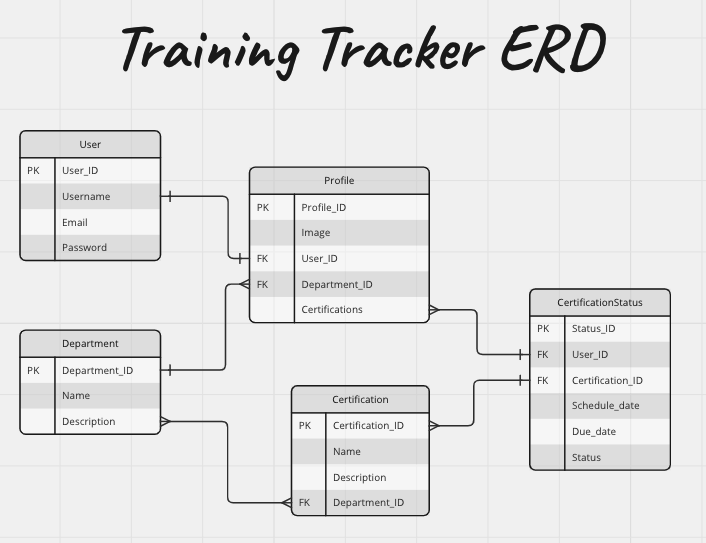 Training Tracker ERD
User
PK User_ID
Username
Email
Password
Profile
PK Profile_ID
Image
FK User_ID
FK Department_ID
Certifications
Department
PK Department_ID
Name
Description
Certification
PK Certification_ID
Name
Description
FK Department_ID
CertificationStatus
PK Status_ID
FK User_ID
FK Certification_ID
Schedule_date
Due_date
Status